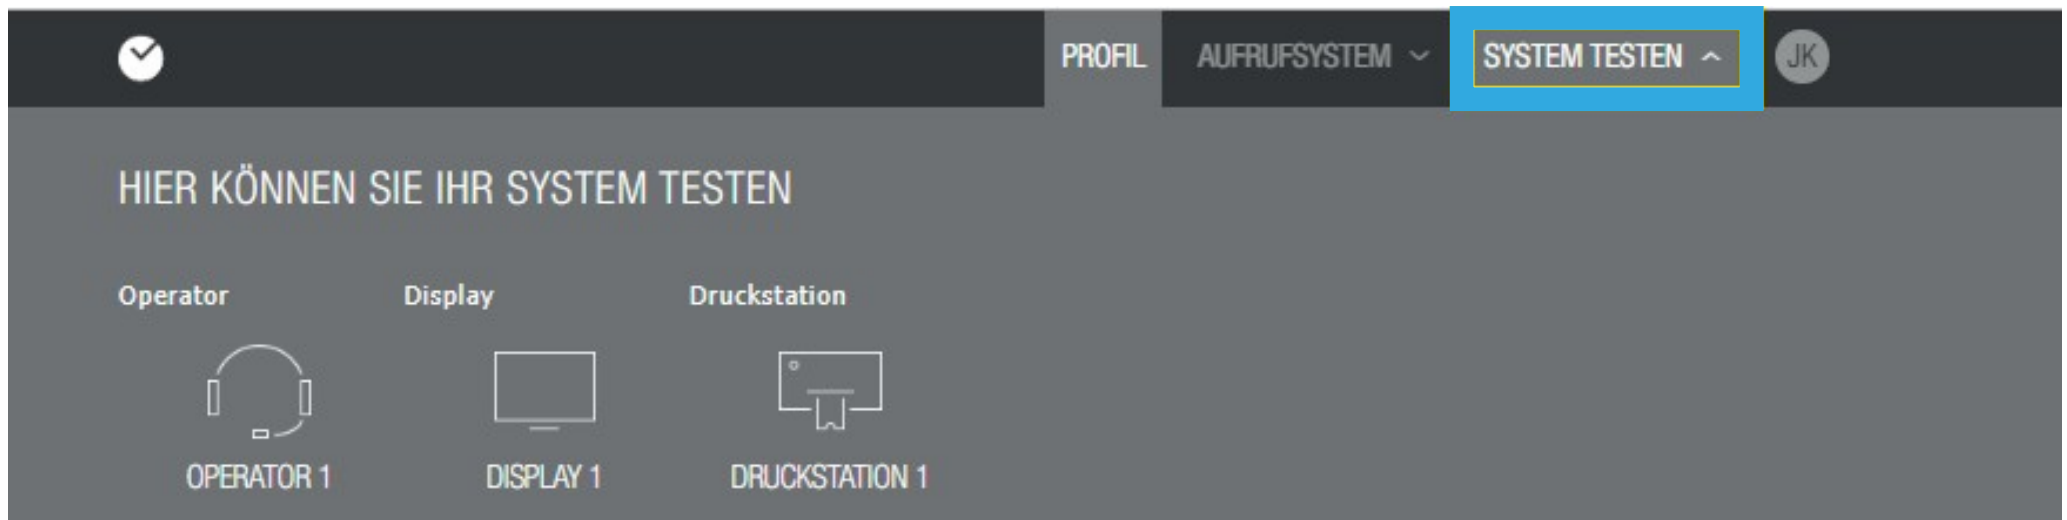 PROFIL AUFRUFSYSTEM SYSTEM TESTEN JK
HIER KÖNNEN SIE IHR SYSTEM TESTEN
Operator Display Druckstation
OPERATOR 1 DISPLAY 1 DRUCKSTATION 1